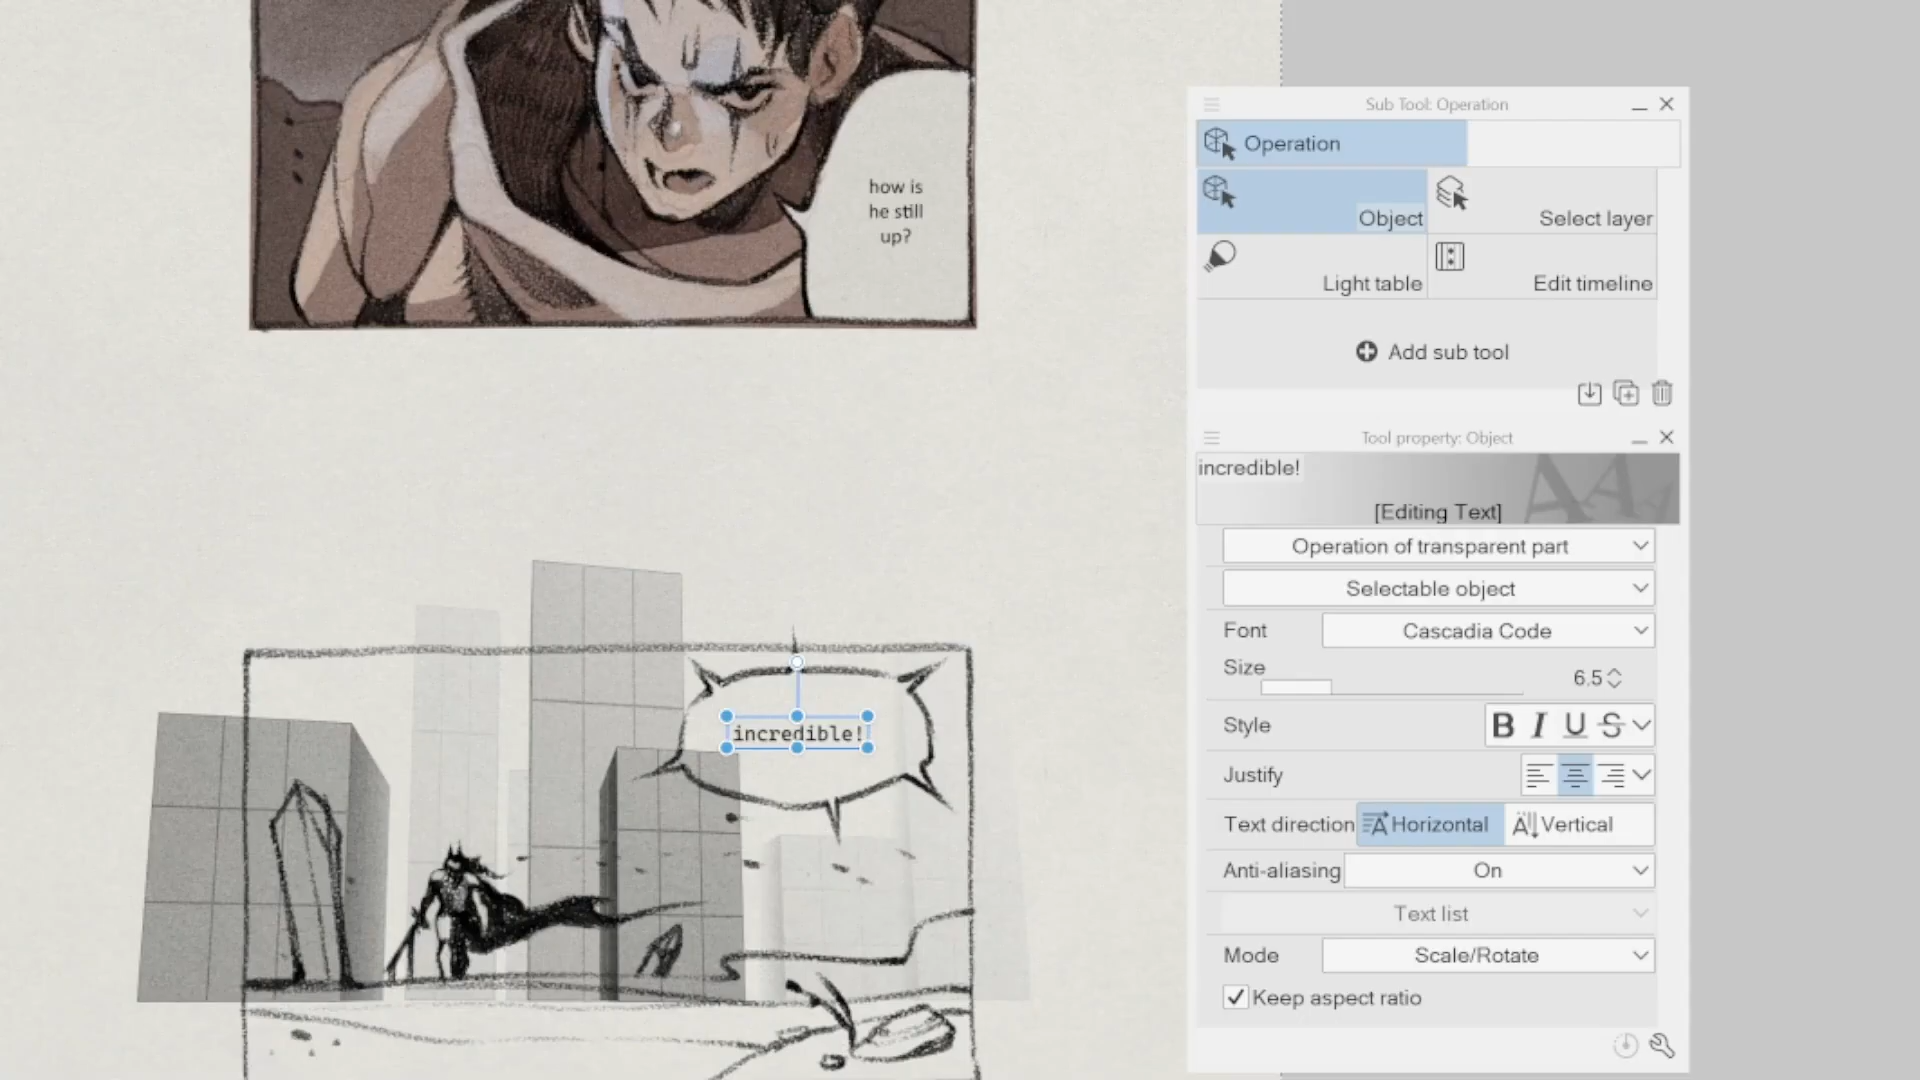 how is
he still
up?
incredible!
Sub Tool: Operation
Operation
Object
Select layer
Light table
Edit timeline
Add sub tool
Tool property: Object
incredible!
[Editing Text]
Operation of transparent part
Selectable object
Font Cascadia Code
Size 6.5
Style B I U S
Justify
Text direction Horizontal Vertical
Anti-aliasing On
Text list
Mode Scale/Rotate
Keep aspect ratio